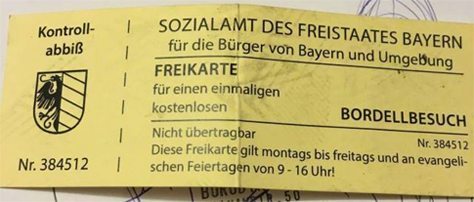 Kontroll-
abbiß
Nr. 384512
SOZIALAMT DES FREISTAATES BAYERN
für die Bürger von Bayern und Umgebung
FREIKARTE
für einen einmaligen
kostenlosen
BORDELLBESUCH
Nicht übertragbar
Nr. 384512
Diese Freikarte gilt montags bis freitags und an evangeli-
schen Feiertagen von 9 - 16 Uhr!